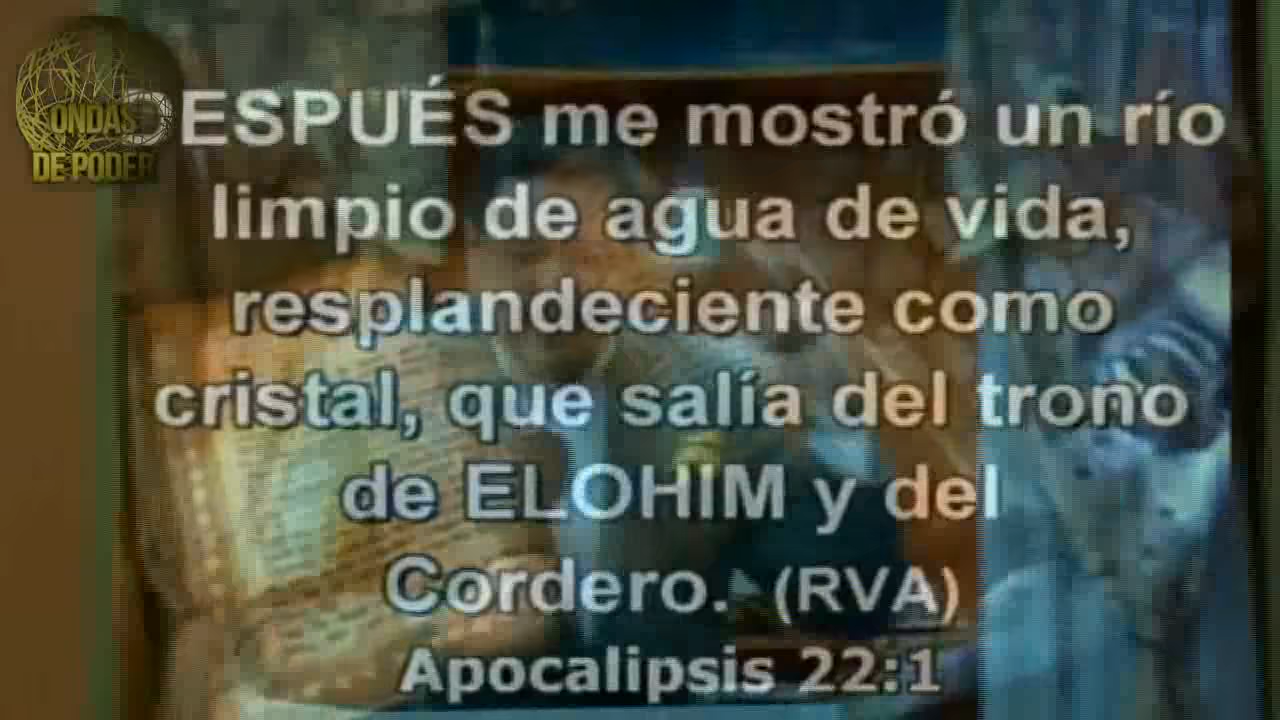 ONDAS
DE PODER
DESPUÉS me mostró un río
limpio de agua de vida,
resplandeciente como
cristal, que salía del trono
de ELOHIM y del
Cordero. (RVA)
Apocalipsis 22:1